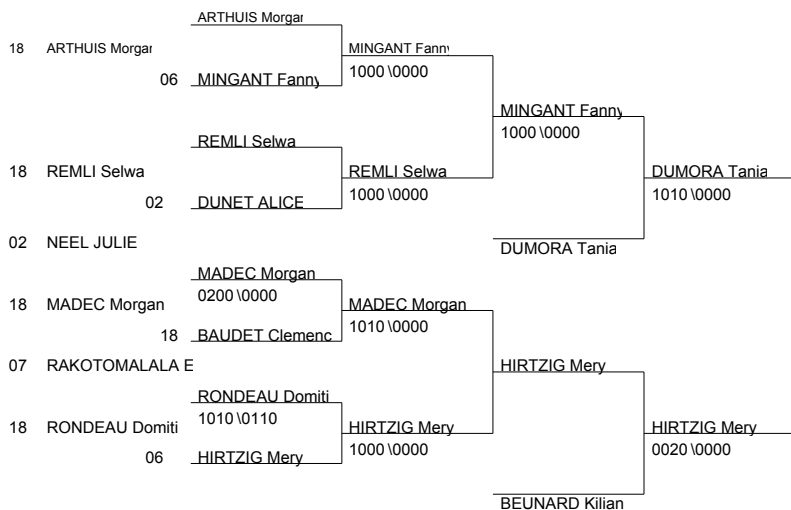 ARTHUIS Morgan
18 ARTHUIS Morgan MINGANT Fanny
06 MINGANT Fanny 1000 \0000
MINGANT Fanny
1000 \0000
REMLI Selwa
18 REMLI Selwa REMLI Selwa DUMORA Tania
1000 \0000 1010 \0000
02 DUNET ALICE
02 NEEL JULIE DUMORA Tania
MADEC Morgan
0200 \0000
18 MADEC Morgan MADEC Morgan
1010 \0000
18 BAUDET Clemenc
07 RAKOTOMALALA E HIRTZIG Mery
RONDEAU Domiti
1010 \0110
18 RONDEAU Domiti HIRTZIG Mery HIRTZIG Mery
1000 \0000 0020 \0000
06 HIRTZIG Mery
BEUNARD Kilian